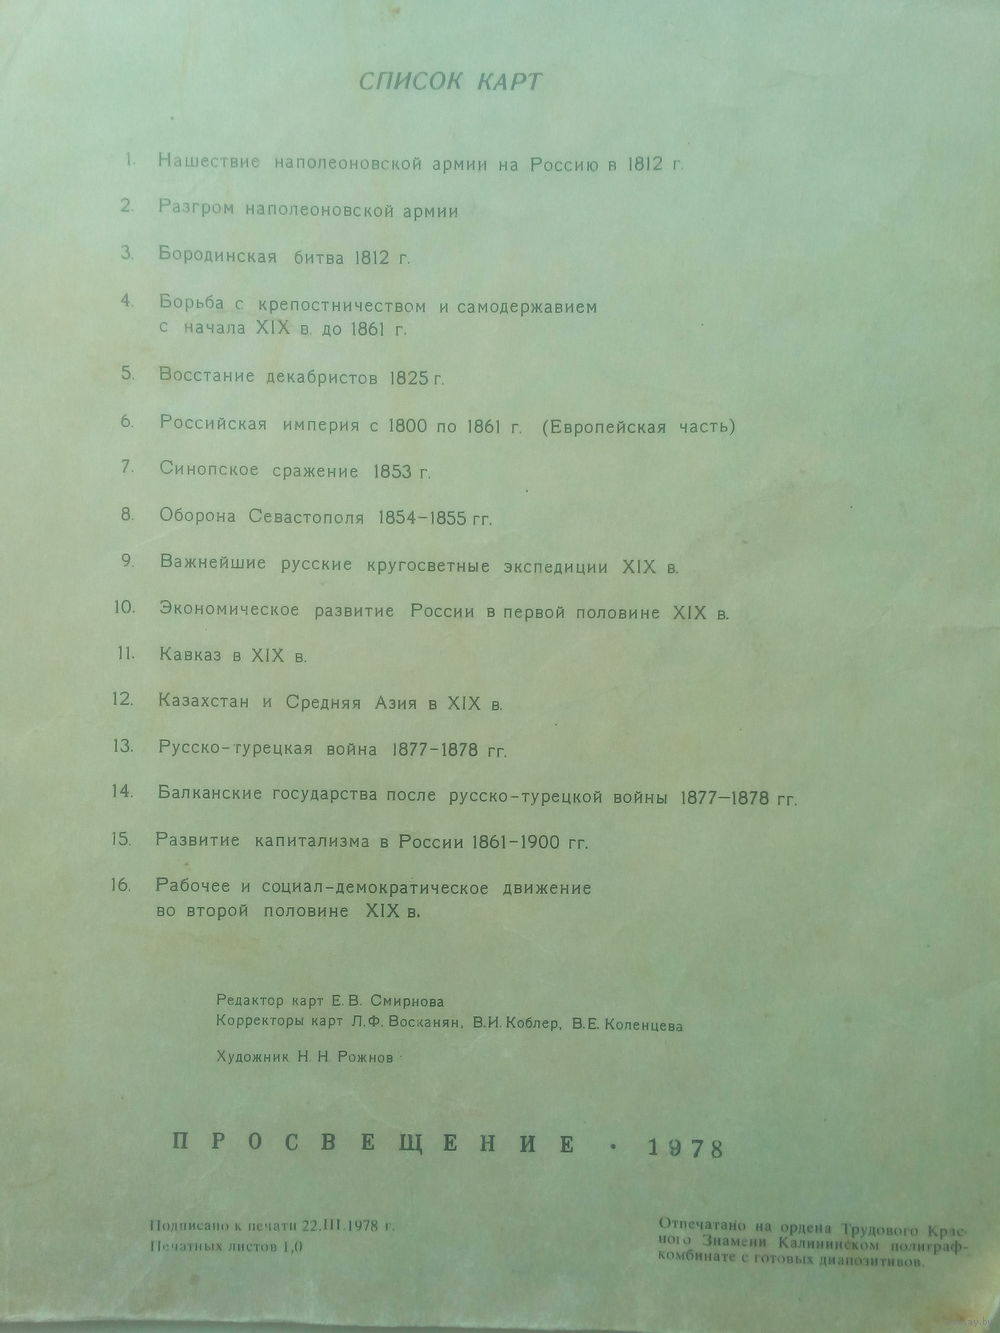 СПИСОК КАРТ
1. Нашествие наполеоновской армии на Россию в 1812 г.
2. Разгром наполеоновской армии
3. Бородинская битва 1812 г.
4. Борьба с крепостничеством и самодержавием
с начала XIX в. до 1861 г.
5. Восстание декабристов 1825 г.
6. Российская империя с 1800 по 1861 г. (Европейская часть)
7. Синопское сражение 1853 г.
8. Оборона Севастополя 1854-1855 гг.
9. Важнейшие русские кругосветные экспедиции XIX в.
10. Экономическое развитие России в первой половине XIX в.
11. Кавказ в XIX в.
12. Казахстан и Средняя Азия в XIX в.
13. Русско-турецкая война 1877-1878 гг.
14. Балканские государства после русско-турецкой войны 1877—1878 гг.
15. Развитие капитализма в России 1861-1900 гг.
16. Рабочее и социал-демократическое движение
во второй половине XIX в.
Редактор карт Е.В. Смирнова
Корректоры карт Л.Ф. Восканян, В.И. Коблер, В.Е. Коленцева
Художник Н Н Рожнов
ПРОСВЕЩЕНИЕ · 1978
Подписано к печати 22.III.1978 г.
Печатных листов 1,0
Отпечатано на ордена Трудового Крас-
ного Знамени Калининском полиграф-
комбинате с готовых диапозитивов.